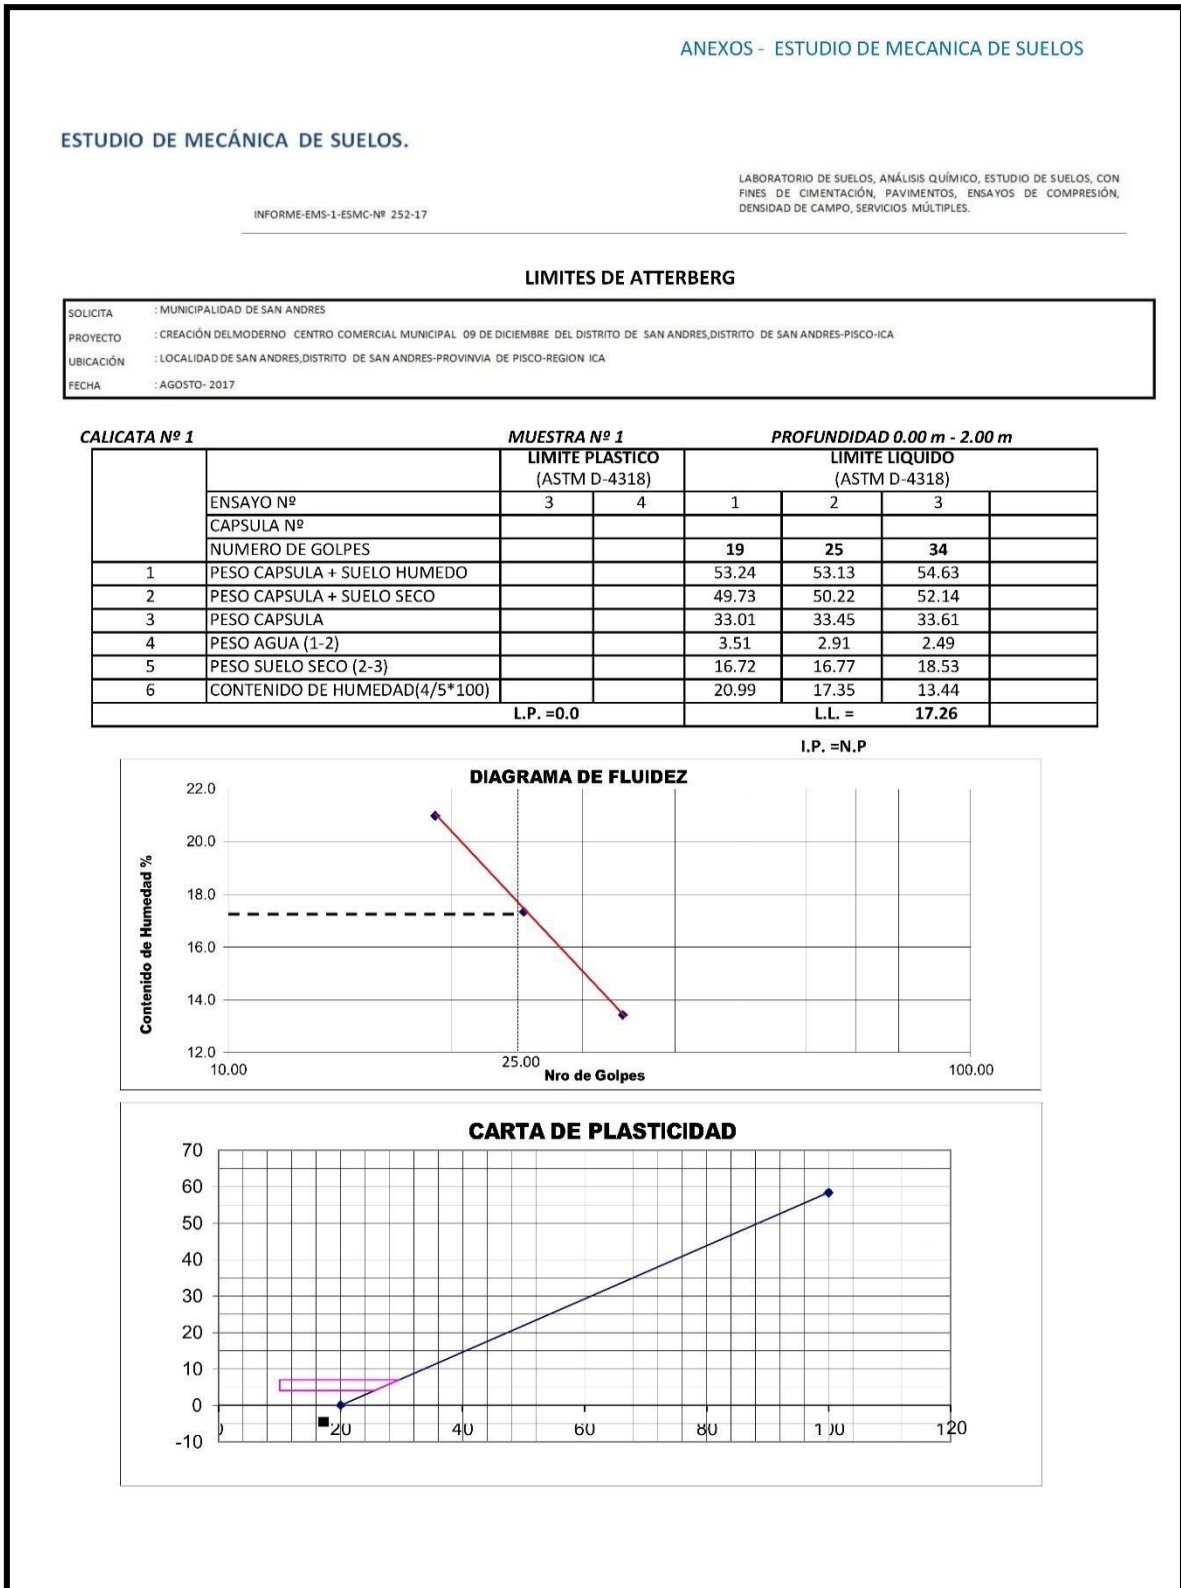 ANEXOS - ESTUDIO DE MECANICA DE SUELOS
ESTUDIO DE MECÁNICA DE SUELOS.
LABORATORIO DE SUELOS, ANÁLISIS QUÍMICO, ESTUDIO DE SUELOS, CON
FINES DE CIMENTACIÓN, PAVIMENTOS, ENSAYOS DE COMPRESIÓN,
DENSIDAD DE CAMPO, SERVICIOS MÚLTIPLES.
INFORME-EMS-1-ESMC-Nº 252-17
LIMITES DE ATTERBERG
SOLICITA : MUNICIPALIDAD DE SAN ANDRES
PROYECTO : CREACIÓN DELMODERNO CENTRO COMERCIAL MUNICIPAL 09 DE DICIEMBRE DEL DISTRITO DE SAN ANDRES,DISTRITO DE SAN ANDRES-PISCO-ICA
UBICACIÓN : LOCALIDAD DE SAN ANDRES,DISTRITO DE SAN ANDRES-PROVINVIA DE PISCO-REGION ICA
FECHA : AGOSTO- 2017
CALICATA Nº 1 MUESTRA Nº 1 PROFUNDIDAD 0.00 m - 2.00 m
LIMITE PLASTICO LIMITE LIQUIDO
(ASTM D-4318) (ASTM D-4318)
ENSAYO Nº 3 4 1 2 3
CAPSULA Nº
NUMERO DE GOLPES 19 25 34
1 PESO CAPSULA + SUELO HUMEDO 53.24 53.13 54.63
2 PESO CAPSULA + SUELO SECO 49.73 50.22 52.14
3 PESO CAPSULA 33.01 33.45 33.61
4 PESO AGUA (1-2) 3.51 2.91 2.49
5 PESO SUELO SECO (2-3) 16.72 16.77 18.53
6 CONTENIDO DE HUMEDAD(4/5*100) 20.99 17.35 13.44
L.P. =0.0 L.L. = 17.26
I.P. =N.P
DIAGRAMA DE FLUIDEZ
22.0
20.0
18.0
16.0
14.0
12.0
Contenido de Humedad %
10.00 25.00 100.00
Nro de Golpes
CARTA DE PLASTICIDAD
70
60
50
40
30
20
10
0
-10
0 20 40 60 80 100 120